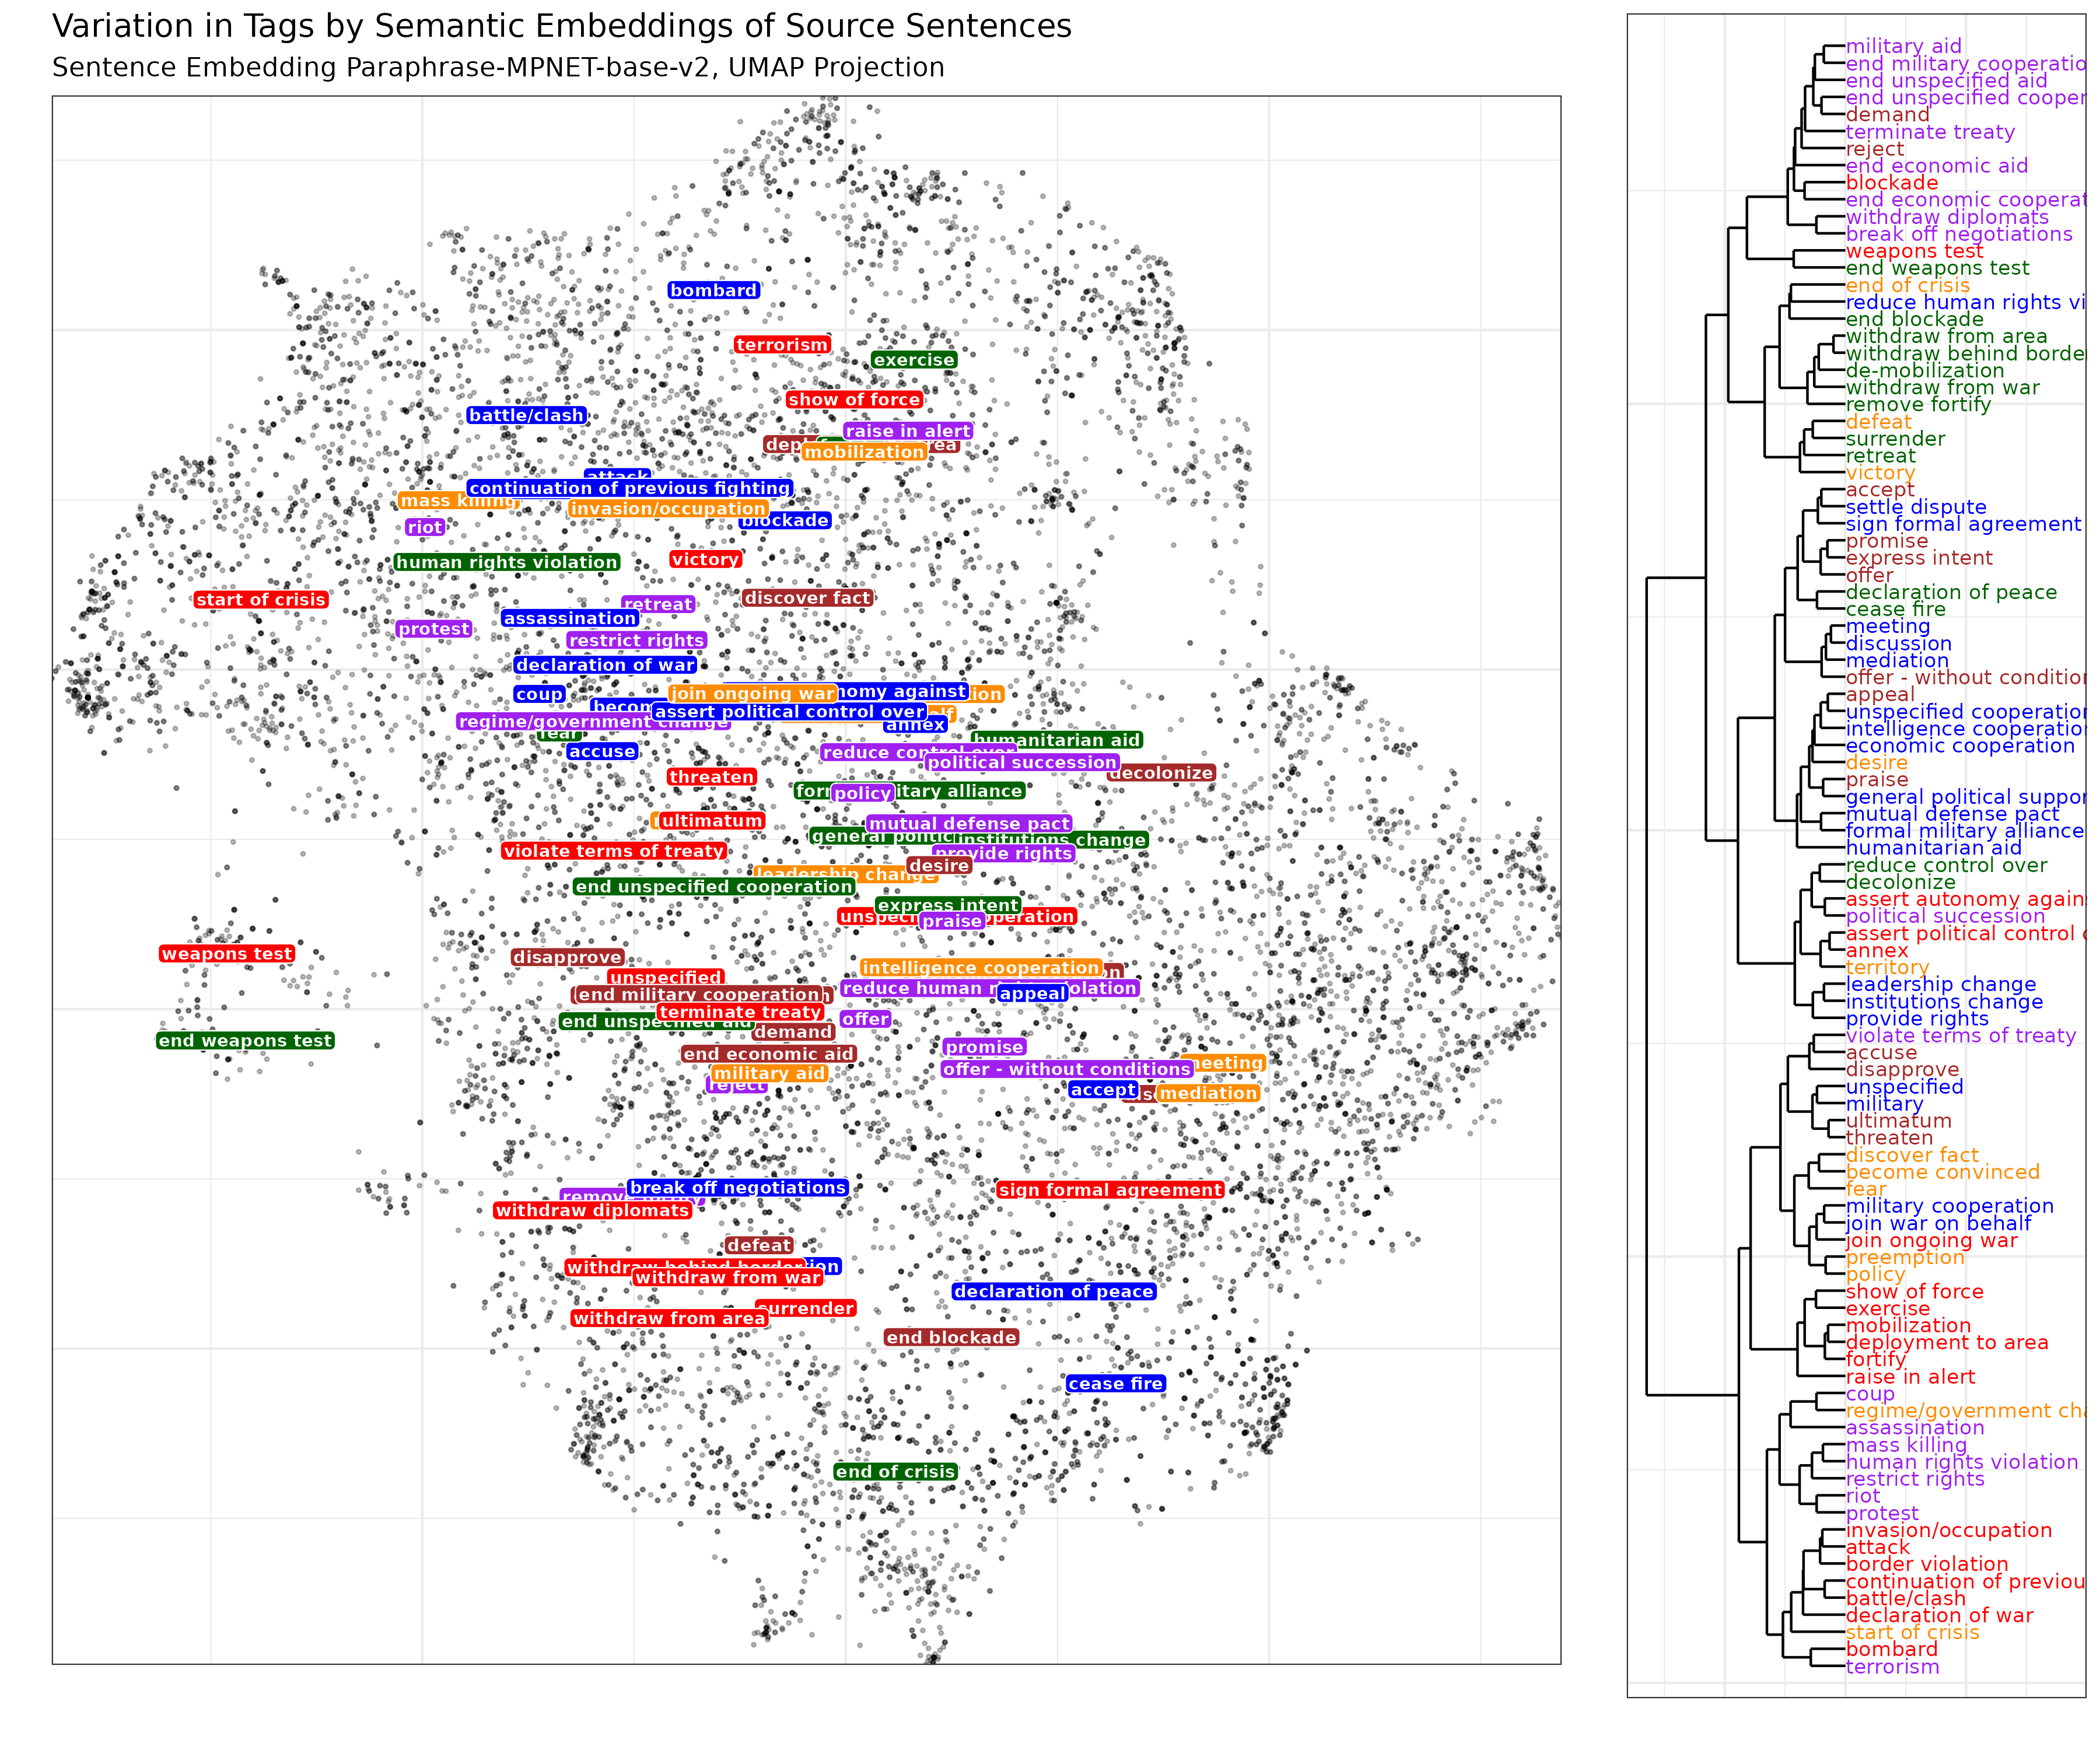 Variation in Tags by Semantic Embeddings of Source Sentences
Sentence Embedding Paraphrase-MPNET-base-v2, UMAP Projection
bombard
terrorism
exercise
show of force
battle/clash
raise in alert
mobilization
attack
continuation of previous fighting
mass killing
invasion/occupation
blockade
riot
victory
human rights violation
discover fact
start of crisis
retreat
assassination
protest
restrict rights
declaration of war
coup
join ongoing war
assert political control over
regime/government change
annex
fear
humanitarian aid
accuse
reduce control over
political succession
decolonize
threaten
policy
ultimatum
mutual defense pact
institutions change
violate terms of treaty
provide rights
desire
leadership change
end unspecified cooperation
express intent
praise
weapons test
disapprove
intelligence cooperation
unspecified
reduce human
appeal
end military cooperation
terminate treaty
end unspecified aid
offer
demand
end weapons test
promise
end economic aid
meeting
offer - without conditions
military aid
reject
accept
mediation
break off negotiations
sign formal agreement
withdraw diplomats
defeat
withdraw behind border
withdraw from war
declaration of peace
surrender
withdraw from area
end blockade
cease fire
end of crisis
military aid
end military cooperatio
end unspecified aid
end unspecified cooper
demand
terminate treaty
reject
end economic aid
blockade
end economic cooperat
withdraw diplomats
break off negotiations
weapons test
end weapons test
end of crisis
reduce human rights vi
end blockade
withdraw from area
withdraw behind borde
de-mobilization
withdraw from war
remove fortify
defeat
surrender
retreat
victory
accept
settle dispute
sign formal agreement
promise
express intent
offer
declaration of peace
cease fire
meeting
discussion
mediation
offer - without condition
appeal
unspecified cooperation
intelligence cooperation
economic cooperation
desire
praise
general political suppor
mutual defense pact
formal military alliance
humanitarian aid
reduce control over
decolonize
assert autonomy agains
political succession
assert political control o
annex
territory
leadership change
institutions change
provide rights
violate terms of treaty
accuse
disapprove
unspecified
military
ultimatum
threaten
discover fact
become convinced
fear
military cooperation
join war on behalf
join ongoing war
preemption
policy
show of force
exercise
mobilization
deployment to area
fortify
raise in alert
coup
regime/government cha
assassination
mass killing
human rights violation
restrict rights
riot
protest
invasion/occupation
attack
border violation
continuation of previou
battle/clash
declaration of war
start of crisis
bombard
terrorism